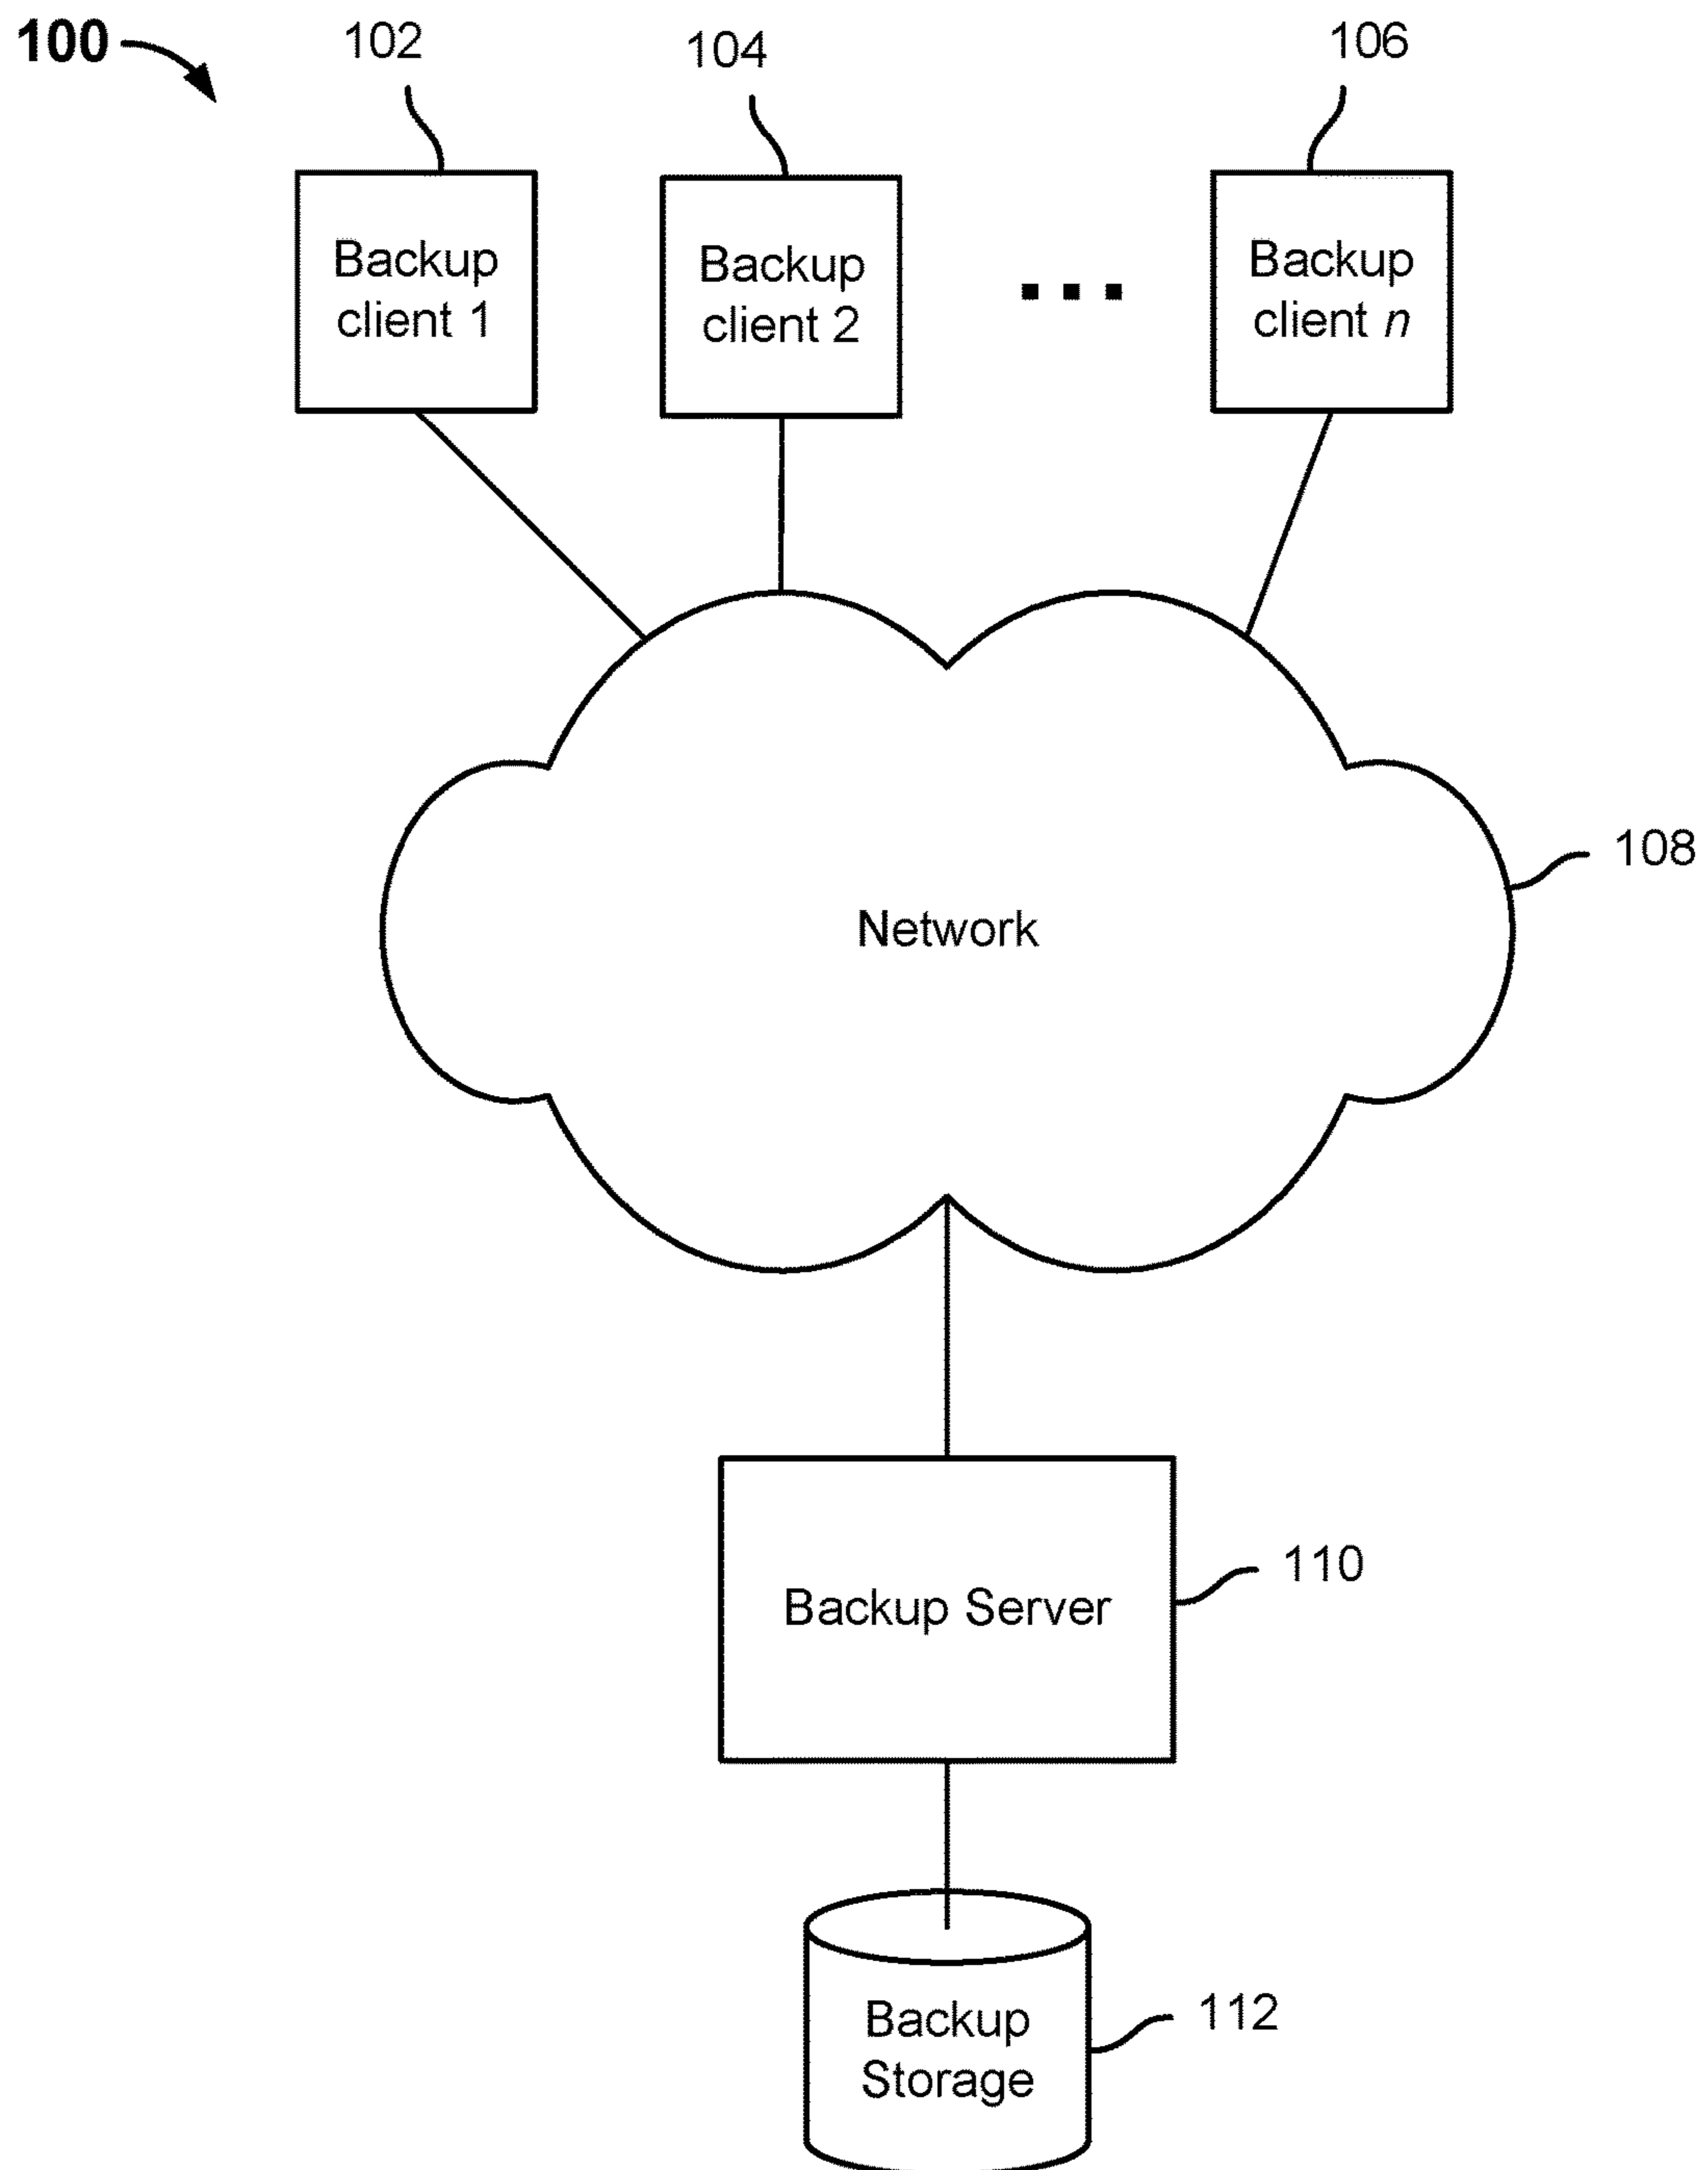 100
102
104
106
Backup
client 1
Backup
client 2
Backup
client n
108
Network
110
Backup Server
112
Backup
Storage